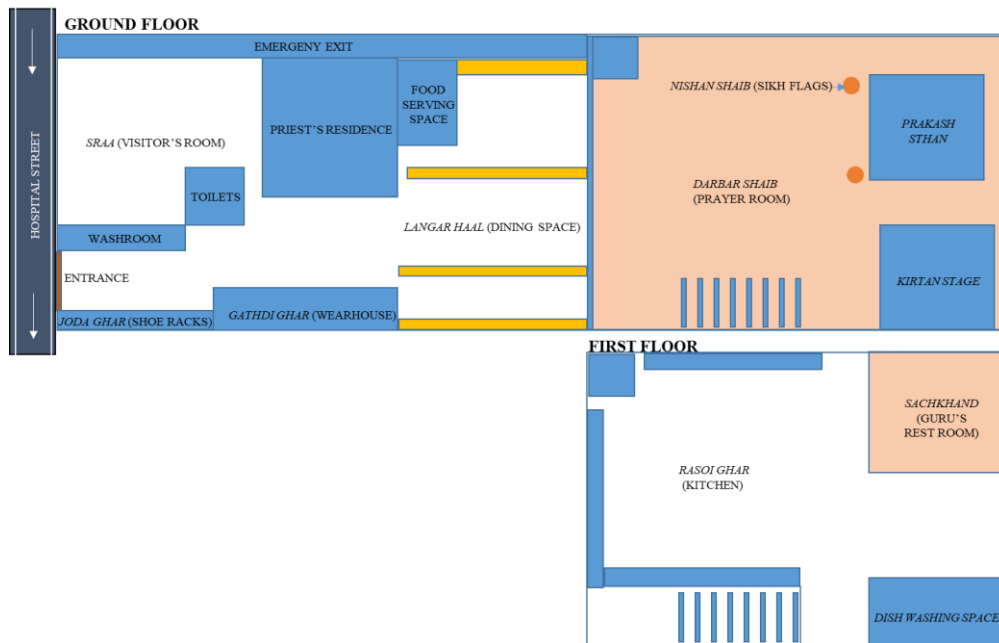 GROUND FLOOR
EMERGENY EXIT
HOSPITAL STREET
SRAA (VISITOR'S ROOM)
PRIEST'S RESIDENCE
FOOD
SERVING
SPACE
TOILETS
WASHROOM
ENTRANCE
JODA GHAR (SHOE RACKS)
GATHDI GHAR (WEARHOUSE)
LANGAR HAAL (DINING SPACE)
NISHAN SHAIB (SIKH FLAGS)
PRAKASH
STHAN
DARBAR SHAIB
(PRAYER ROOM)
KIRTAN STAGE
FIRST FLOOR
SACHKHAND
(GURU'S
REST ROOM)
RASOI GHAR
(KITCHEN)
DISH WASHING SPACE